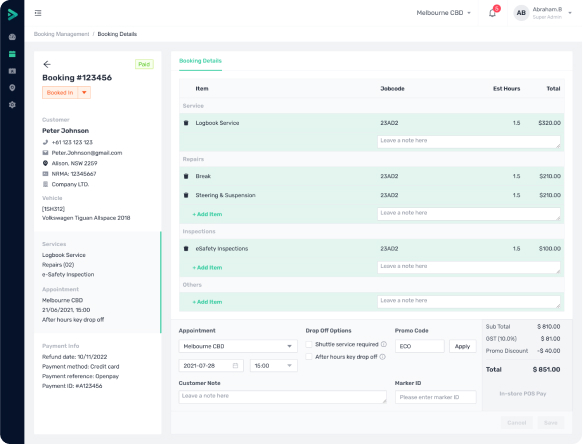 Melbourne CBD
5
AB
Abraham.B
Super Admin
Booking Management / Booking Details
Paid
Booking #123456
Booked In
Customer
Peter Johnson
+61 123 123 123
Peter.Johnson@gmail.com
Alison, NSW 2259
NRMA: 12345667
Company LTD.
Vehicle
[1SH312]
Volkswagen Tiguan Allspace 2018
Services
Logbook Service
Repairs (02)
e-Safety Inspection
Appointment
Melbourne CBD
21/06/2021, 15:00
After hours key drop off
Payment Info
Refund date: 10/11/2022
Payment method: Credit card
Payment reference: Openpay
Payment ID: #A123456
Booking Details
Item Jobcode Est Hours Total
Service
Logbook Service 23AD2 1.5 $320.00
Leave a note here
Repairs
Break 23AD2 1.5 $210.00
Steering & Suspension 23AD2 1.5 $210.00
+ Add Item Leave a note here
Inspections
eSafety Inspections 23AD2 1.5 $100.00
+ Add Item Leave a note here
Others
+ Add Item Leave a note here
Appointment Drop Off Options Promo Code
Melbourne CBD Shuttle service required ECO Apply
2021-07-28 15:00 After hours key drop off
Customer Note Marker ID
Leave a note here Please enter marker ID
Sub Total $ 810.00
GST (10.0%) $ 81.00
Promo Discount -$ 40.00
Total $ 851.00
In-store POS Pay
Cancel Save